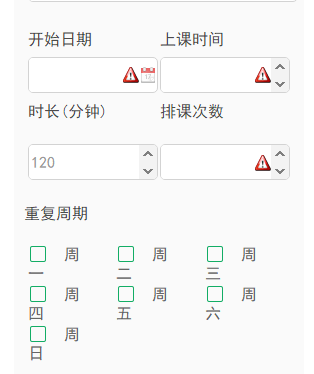 开始日期 上课时间
时长(分钟) 排课次数
120
重复周期
周一 周二 周三
周四 周五 周六
周日